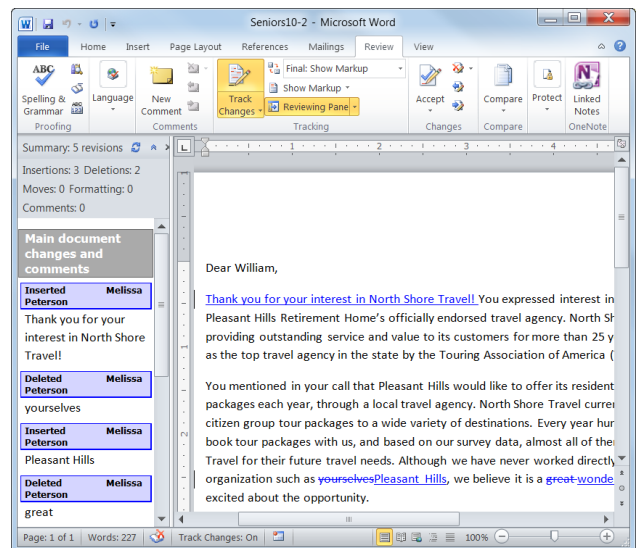 Seniors10-2 - Microsoft Word
File Home Insert Page Layout References Mailings Review View
ABC
Spelling & Grammar
ABC 123
Language
New Comment
Track Changes
Final: Show Markup
Show Markup
Reviewing Pane
Accept
Compare
Protect
Linked Notes
Proofing Comments Tracking Changes Compare OneNote
Summary: 5 revisions
Insertions: 3 Deletions: 2
Moves: 0 Formatting: 0
Comments: 0
Main document
changes and
comments
Inserted Melissa
Peterson
Thank you for your
interest in North Shore
Travel!
Deleted Melissa
Peterson
yourselves
Inserted Melissa
Peterson
Pleasant Hills
Deleted Melissa
Peterson
great
L
1 2 3 4
1
2
Dear William,
Thank you for your interest in North Shore Travel! You expressed interest in
Pleasant Hills Retirement Home's officially endorsed travel agency. North Sh
providing outstanding service and value to its customers for more than 25 y
as the top travel agency in the state by the Touring Association of America (
You mentioned in your call that Pleasant Hills would like to offer its resident
packages each year, through a local travel agency. North Shore Travel curre
citizen group tour packages to a wide variety of destinations. Every year hur
book tour packages with us, and based on our survey data, almost all of the
Travel for their future travel needs. Although we have never worked directly
organization such as yourselvesPleasant Hills, we believe it is a great wonde
excited about the opportunity.
Page: 1 of 1 Words: 227 Track Changes: On 100%